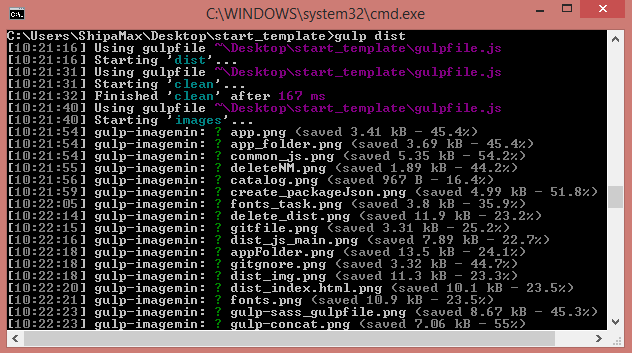 C:\WINDOWS\system32\cmd.exe
C:\Users\ShipaMax\Desktop\start_template>gulp dist
[10:21:16] Using gulpfile ~\Desktop\start_template\gulpfile.js
[10:21:16] Starting 'dist'...
[10:21:31] Using gulpfile ~\Desktop\start_template\gulpfile.js
[10:21:31] Starting 'clean'...
[10:21:32] Finished 'clean' after 167 ms
[10:21:40] Using gulpfile ~\Desktop\start_template\gulpfile.js
[10:21:40] Starting 'images'...
[10:21:54] gulp-imagemin: ? app.png (saved 3.41 kB - 45.4%)
[10:21:54] gulp-imagemin: ? app_folder.png (saved 3.69 kB - 45.4%)
[10:21:54] gulp-imagemin: ? common_js.png (saved 5.35 kB - 54.2%)
[10:21:55] gulp-imagemin: ? deleteNM.png (saved 1.89 kB - 44.2%)
[10:21:56] gulp-imagemin: ? catalog.png (saved 967 B - 16.4%)
[10:21:59] gulp-imagemin: ? create_packageJson.png (saved 4.99 kB - 51.8%)
[10:22:05] gulp-imagemin: ? fonts_task.png (saved 3.8 kB - 35.9%)
[10:22:14] gulp-imagemin: ? delete_dist.png (saved 11.9 kB - 23.2%)
[10:22:15] gulp-imagemin: ? gitfile.png (saved 3.31 kB - 25.2%)
[10:22:16] gulp-imagemin: ? dist_js_main.png (saved 7.89 kB - 22.7%)
[10:22:18] gulp-imagemin: ? appFolder.png (saved 13.5 kB - 24.1%)
[10:22:18] gulp-imagemin: ? gitgnore.png (saved 3.32 kB - 44.7%)
[10:22:18] gulp-imagemin: ? dist_img.png (saved 11.3 kB - 23.3%)
[10:22:20] gulp-imagemin: ? dist_index.html.png (saved 10.1 kB - 23.5%)
[10:22:21] gulp-imagemin: ? fonts.png (saved 10.9 kB - 23.5%)
[10:22:23] gulp-imagemin: ? gulp-sass_gulpfile.png (saved 8.67 kB - 45.3%)
[10:22:23] gulp-imagemin: ? gulp-concat.png (saved 7.06 kB - 55%)